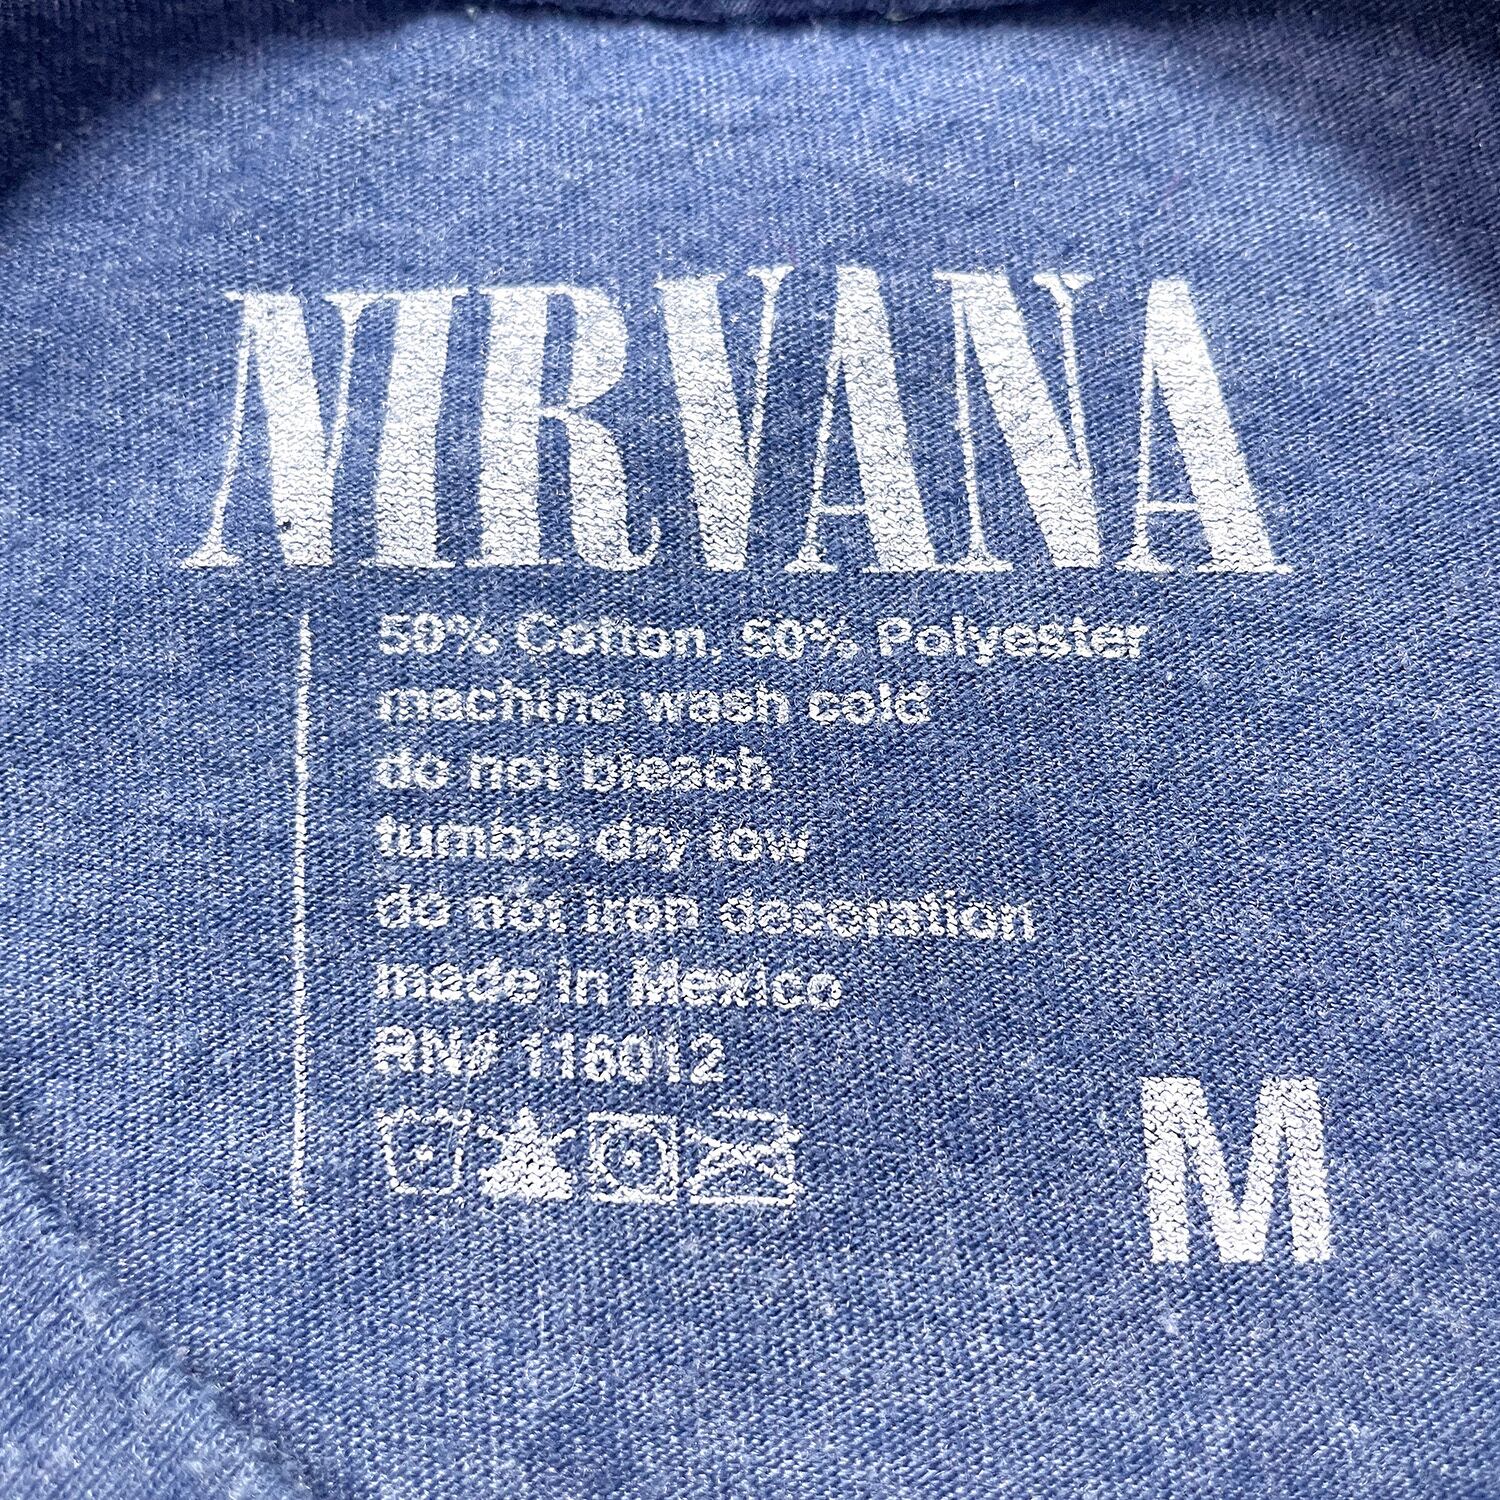 NIRVANA
50% Cotton, 50% Polyester
machine wash cold
do not bleach
tumble dry low
do not iron decoration
made in Mexico
RN# 115012
M